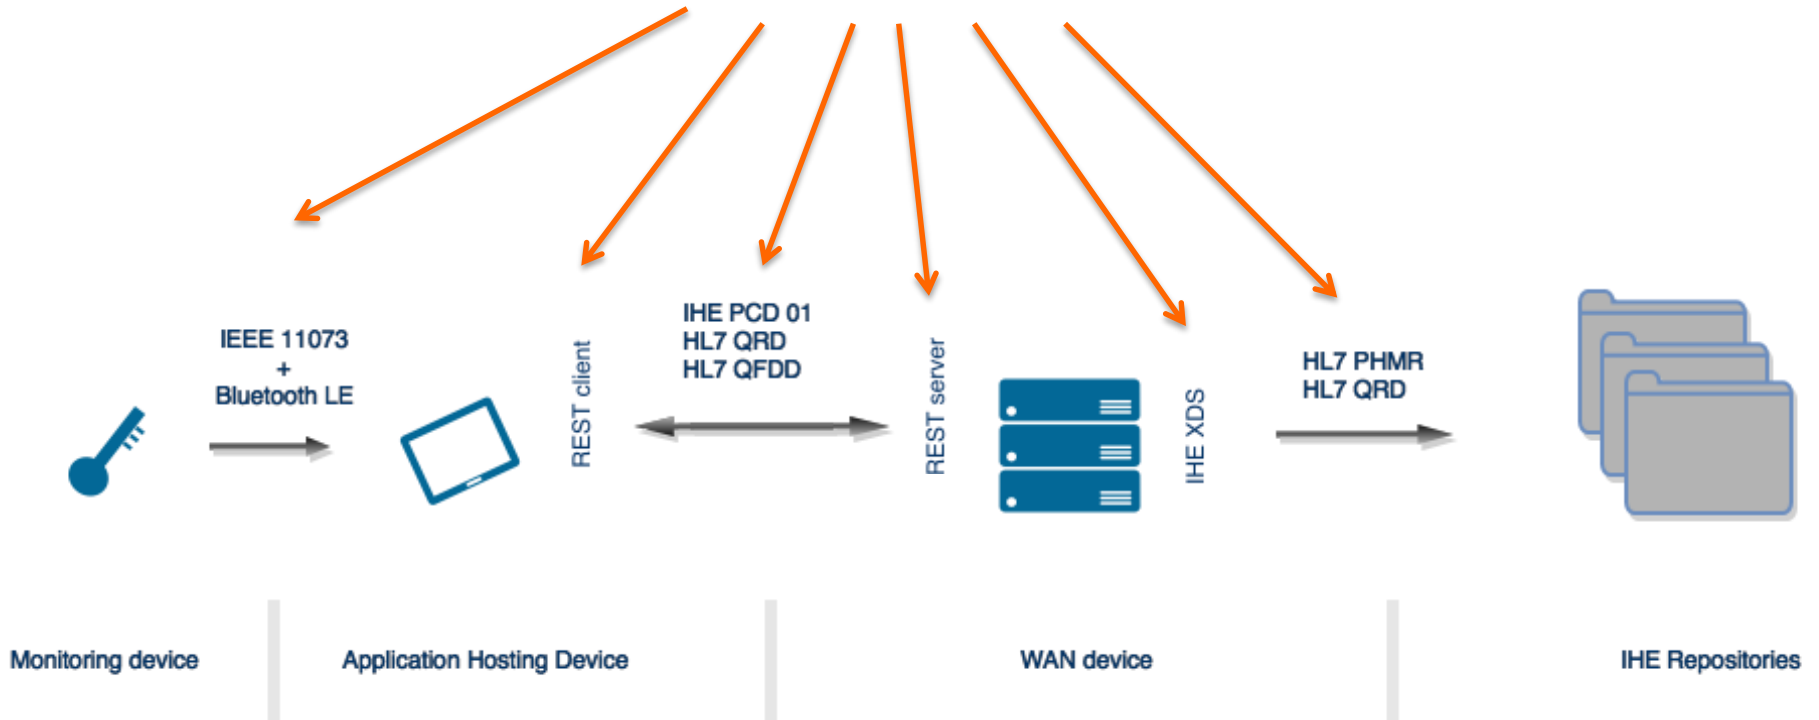 IEEE 11073
+
Bluetooth LE
REST client
IHE PCD 01
HL7 QRD
HL7 QFDD
REST server
IHE XDS
HL7 PHMR
HL7 QRD
Monitoring device
Application Hosting Device
WAN device
IHE Repositories